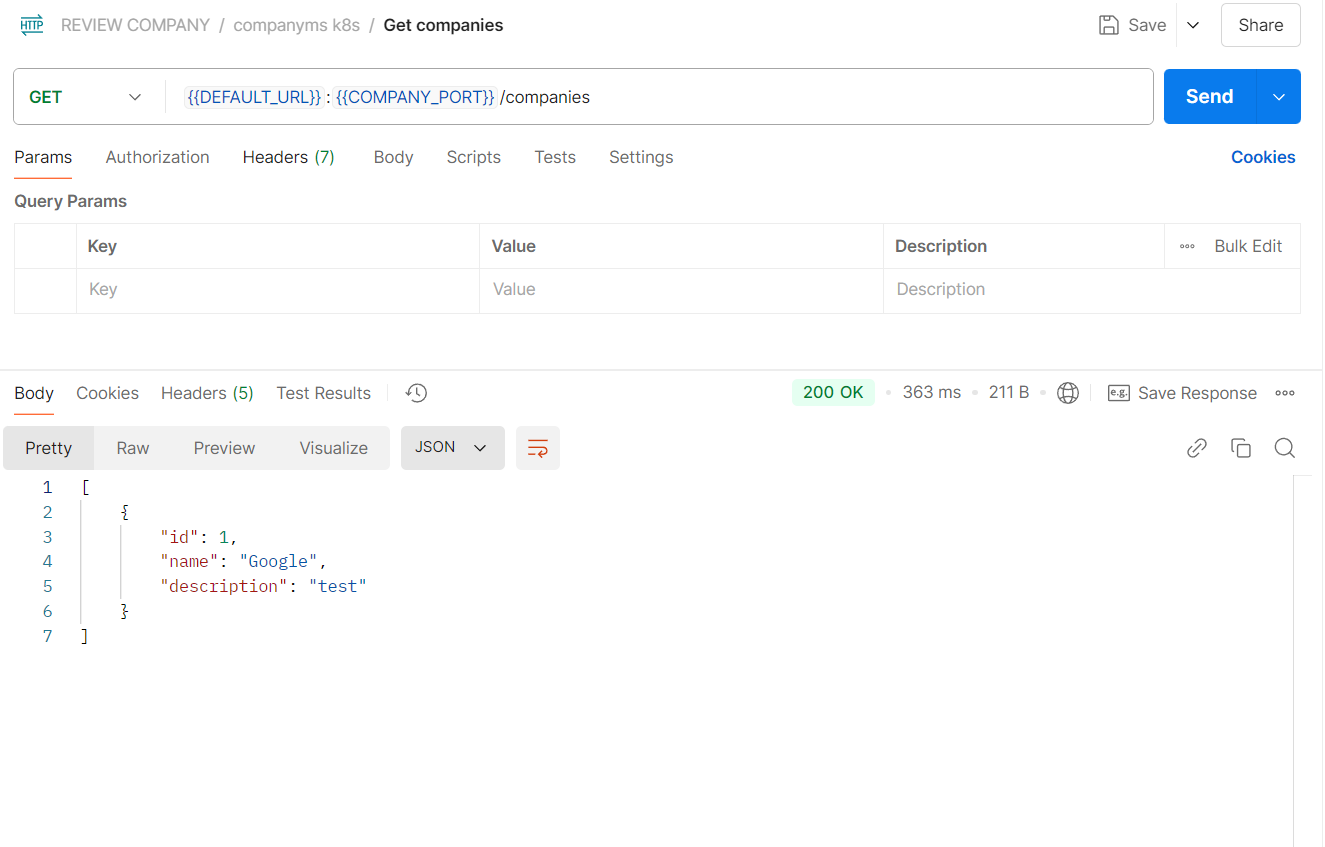 HTTP REVIEW COMPANY / companyms k8s / Get companies Save Share
GET {{DEFAULT_URL}} : {{COMPANY_PORT}} /companies Send
Params Authorization Headers (7) Body Scripts Tests Settings Cookies
Query Params
Key Value Description Bulk Edit
Key Value Description
Body Cookies Headers (5) Test Results 200 OK 363 ms 211 B e.g. Save Response
Pretty Raw Preview Visualize JSON
1 [
2 {
3 "id": 1,
4 "name": "Google",
5 "description": "test"
6 }
7 ]